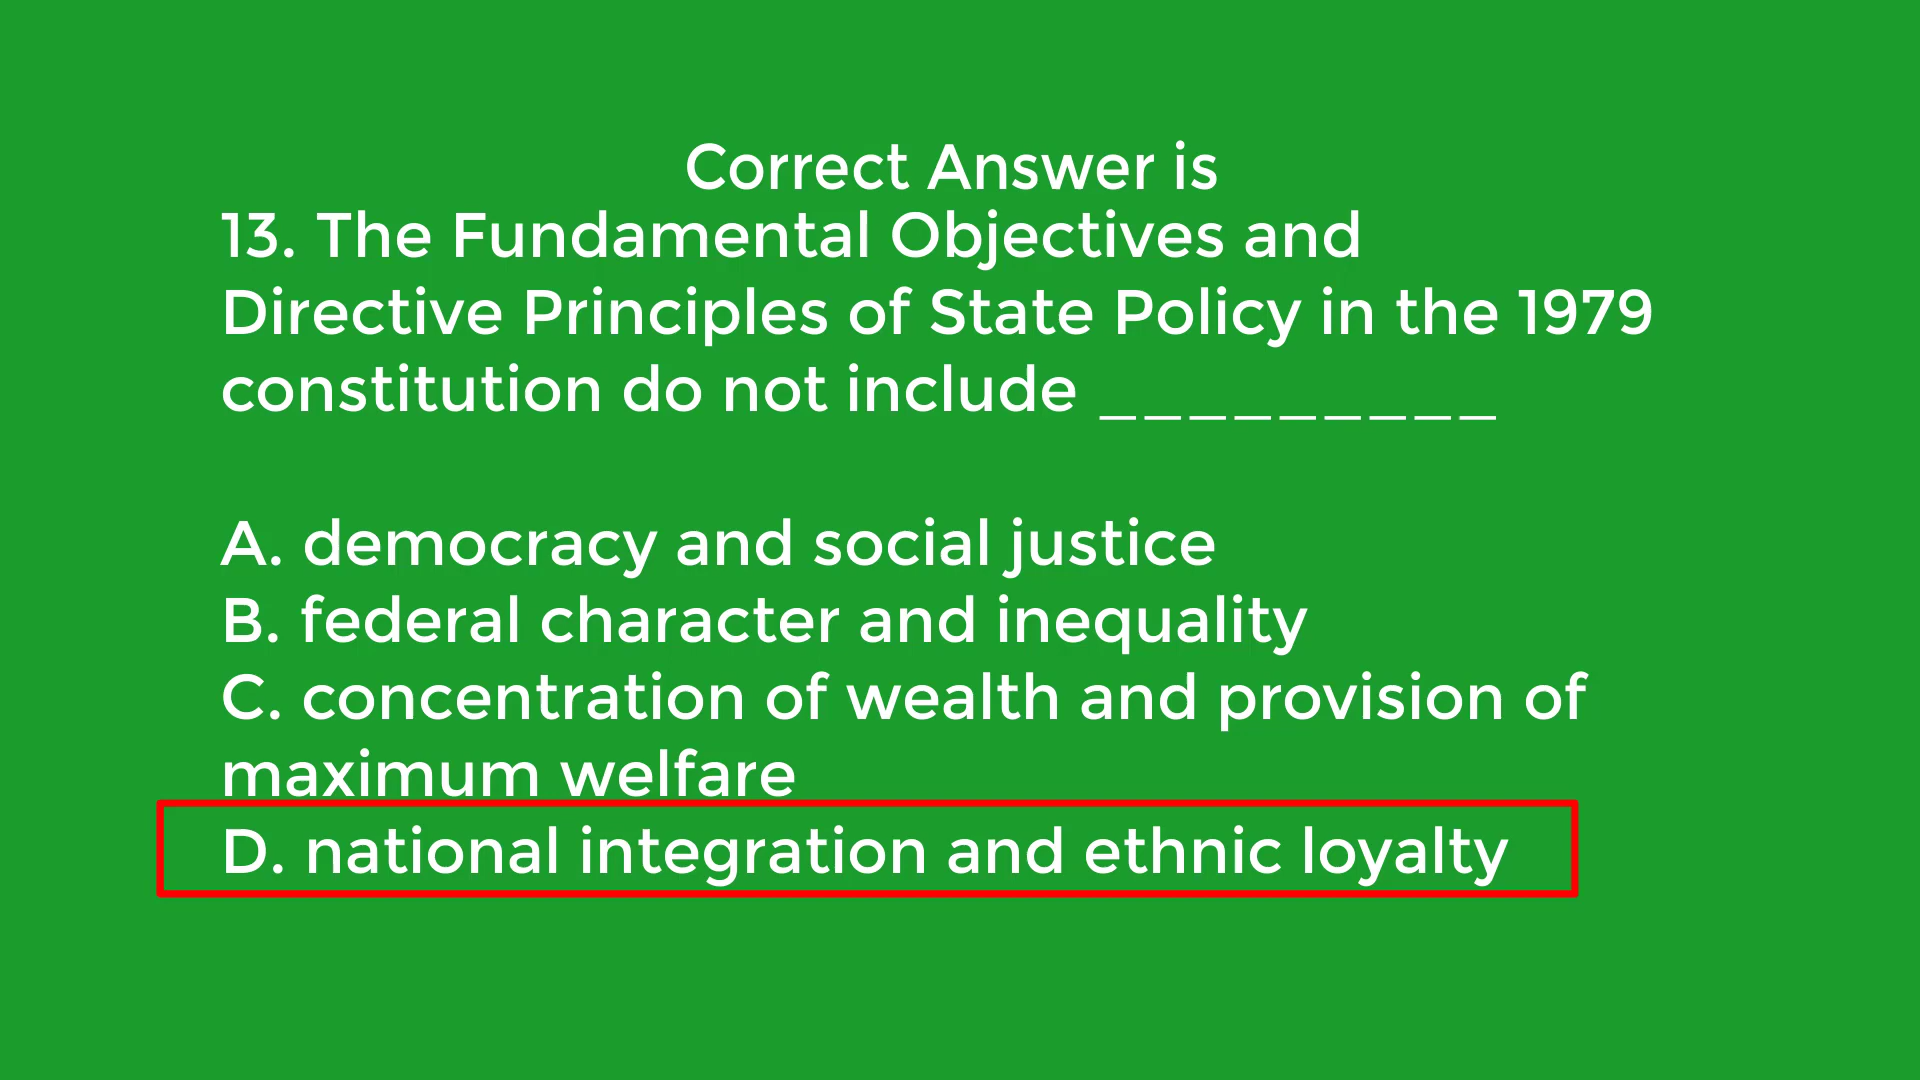 Correct Answer is
13. The Fundamental Objectives and
Directive Principles of State Policy in the 1979
constitution do not include _________
A. democracy and social justice
B. federal character and inequality
C. concentration of wealth and provision of
maximum welfare
D. national integration and ethnic loyalty